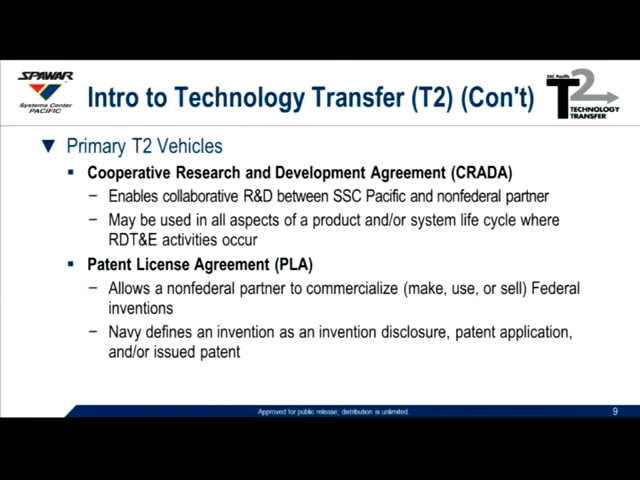 SPAWAR
Systems Center
PACIFIC
Intro to Technology Transfer (T2) (Con't)
SSC Pacific
T2
TECHNOLOGY
TRANSFER
▼ Primary T2 Vehicles
▪ Cooperative Research and Development Agreement (CRADA)
– Enables collaborative R&D between SSC Pacific and nonfederal partner
– May be used in all aspects of a product and/or system life cycle where
RDT&E activities occur
▪ Patent License Agreement (PLA)
– Allows a nonfederal partner to commercialize (make, use, or sell) Federal
inventions
– Navy defines an invention as an invention disclosure, patent application,
and/or issued patent
Approved for public release; distribution is unlimited.
9